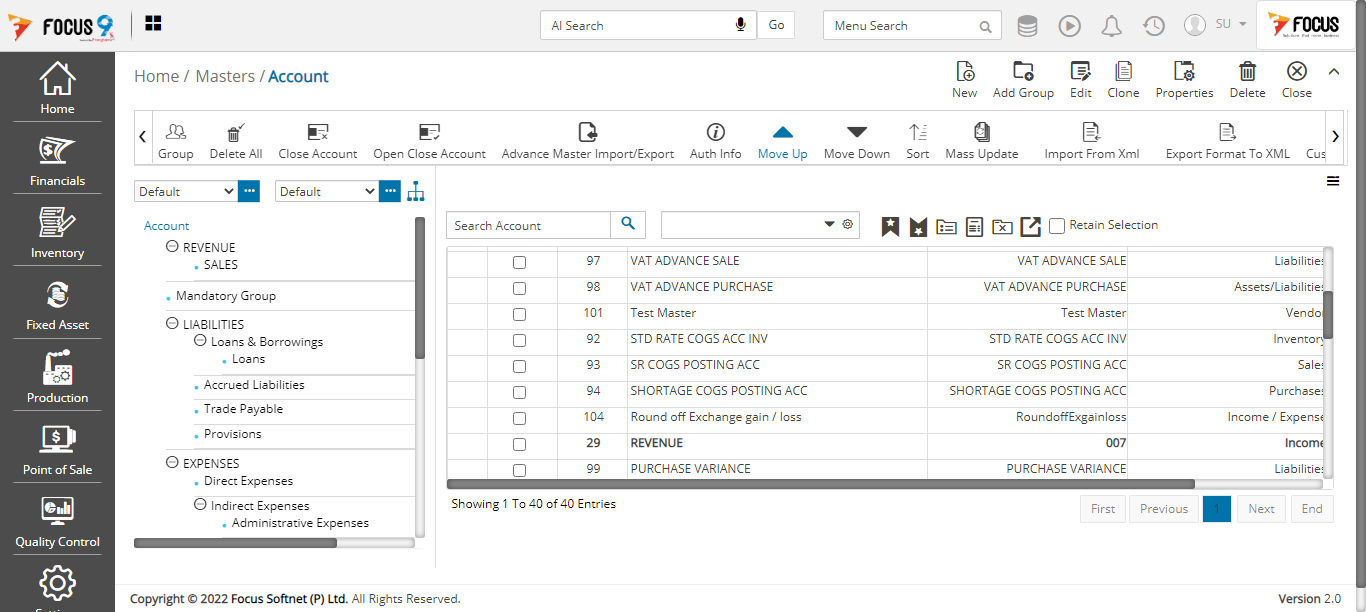 FOCUS 9
AI Search
Go
Menu Search
SU
FOCUS
Home
Financials
Inventory
Fixed Asset
Production
Point of Sale
Quality Control
Home / Masters / Account
New
Add Group
Edit
Clone
Properties
Delete
Close
Group
Delete All
Close Account
Open Close Account
Advance Master Import/Export
Auth Info
Move Up
Move Down
Sort
Mass Update
Import From Xml
Export Format To XML
Cus
Default
Default
Account
REVENUE
SALES
Mandatory Group
LIABILITIES
Loans & Borrowings
Loans
Accrued Liabilities
Trade Payable
Provisions
EXPENSES
Direct Expenses
Indirect Expenses
Administrative Expenses
Search Account
Retain Selection
97 VAT ADVANCE SALE VAT ADVANCE SALE Liabilities
98 VAT ADVANCE PURCHASE VAT ADVANCE PURCHASE Assets/Liabilities
101 Test Master Test Master Vendor
92 STD RATE COGS ACC INV STD RATE COGS ACC INV Inventory
93 SR COGS POSTING ACC SR COGS POSTING ACC Sales
94 SHORTAGE COGS POSTING ACC SHORTAGE COGS POSTING ACC Purchases
104 Round off Exchange gain / loss RoundoffExgainloss Income / Expense
29 REVENUE 007 Income
99 PURCHASE VARIANCE PURCHASE VARIANCE Liabilities
Showing 1 To 40 of 40 Entries
First
Previous
1
Next
End
Copyright © 2022 Focus Softnet (P) Ltd. All Rights Reserved.
Version 2.0